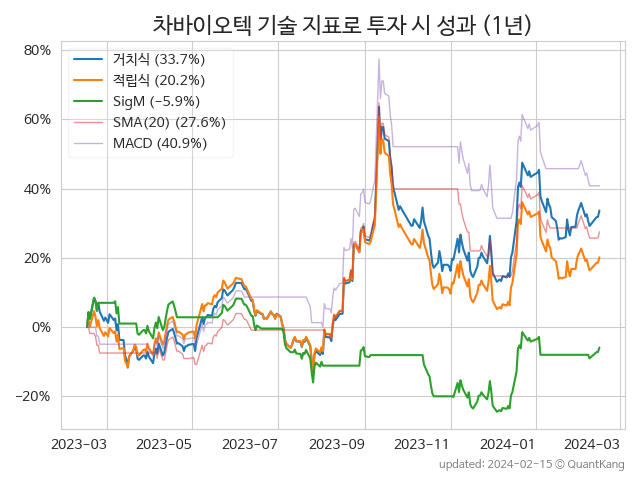 차바이오텍 기술 지표로 투자 시 성과 (1년)
80%
60%
40%
20%
0%
−20%
거치식 (33.7%)
적립식 (20.2%)
SigM (−5.9%)
SMA(20) (27.6%)
MACD (40.9%)
2023-03
2023-05
2023-07
2023-09
2023-11
2024-01
2024-03
updated: 2024-02-15 © QuantKang